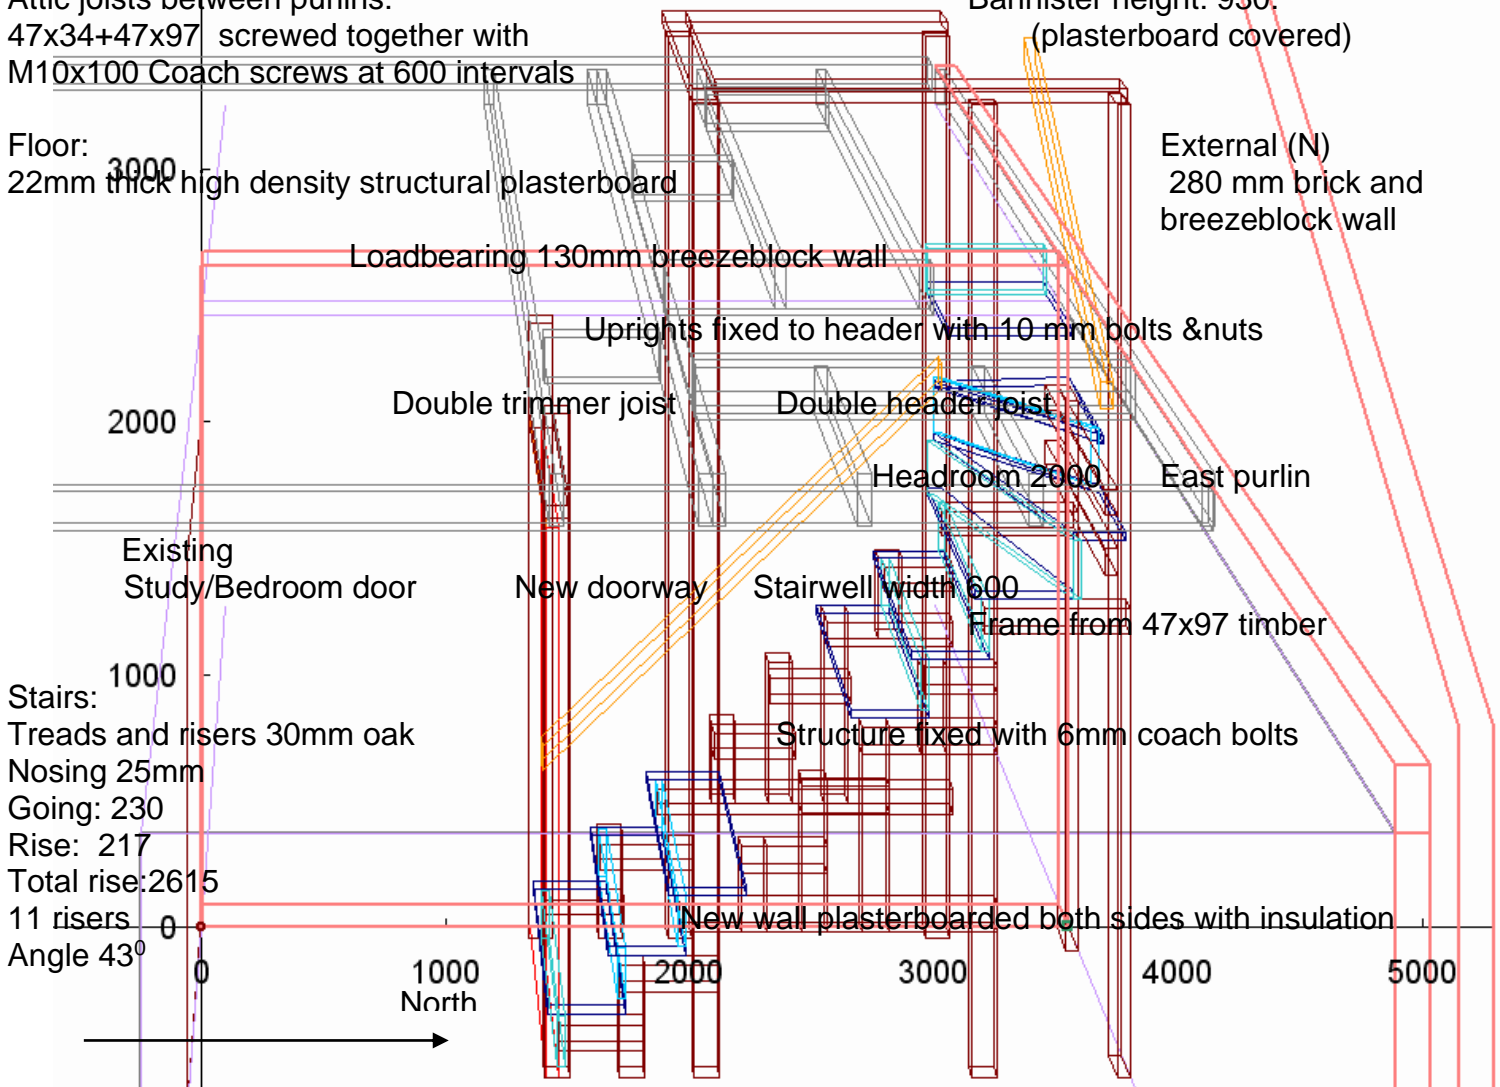 Attic joists between purlins:
47x34+47x97 screwed together with
M10x100 Coach screws at 600 intervals
Bannister height: 930.
(plasterboard covered)
Floor:
22mm thick high density structural plasterboard
3000
External (N)
280 mm brick and
breezeblock wall
Loadbearing 130mm breezeblock wall
Uprights fixed to header with 10 mm bolts &nuts
Double trimmer joist
Double header joist
2000
Headroom 2000
East purlin
Existing
Study/Bedroom door
New doorway
Stairwell width 600
Frame from 47x97 timber
1000
Stairs:
Treads and risers 30mm oak
Nosing 25mm
Going: 230
Rise: 217
Total rise:2615
11 risers
Angle 43⁰
Structure fixed with 6mm coach bolts
New wall plasterboarded both sides with insulation
0
0 1000 2000 3000 4000 5000
North